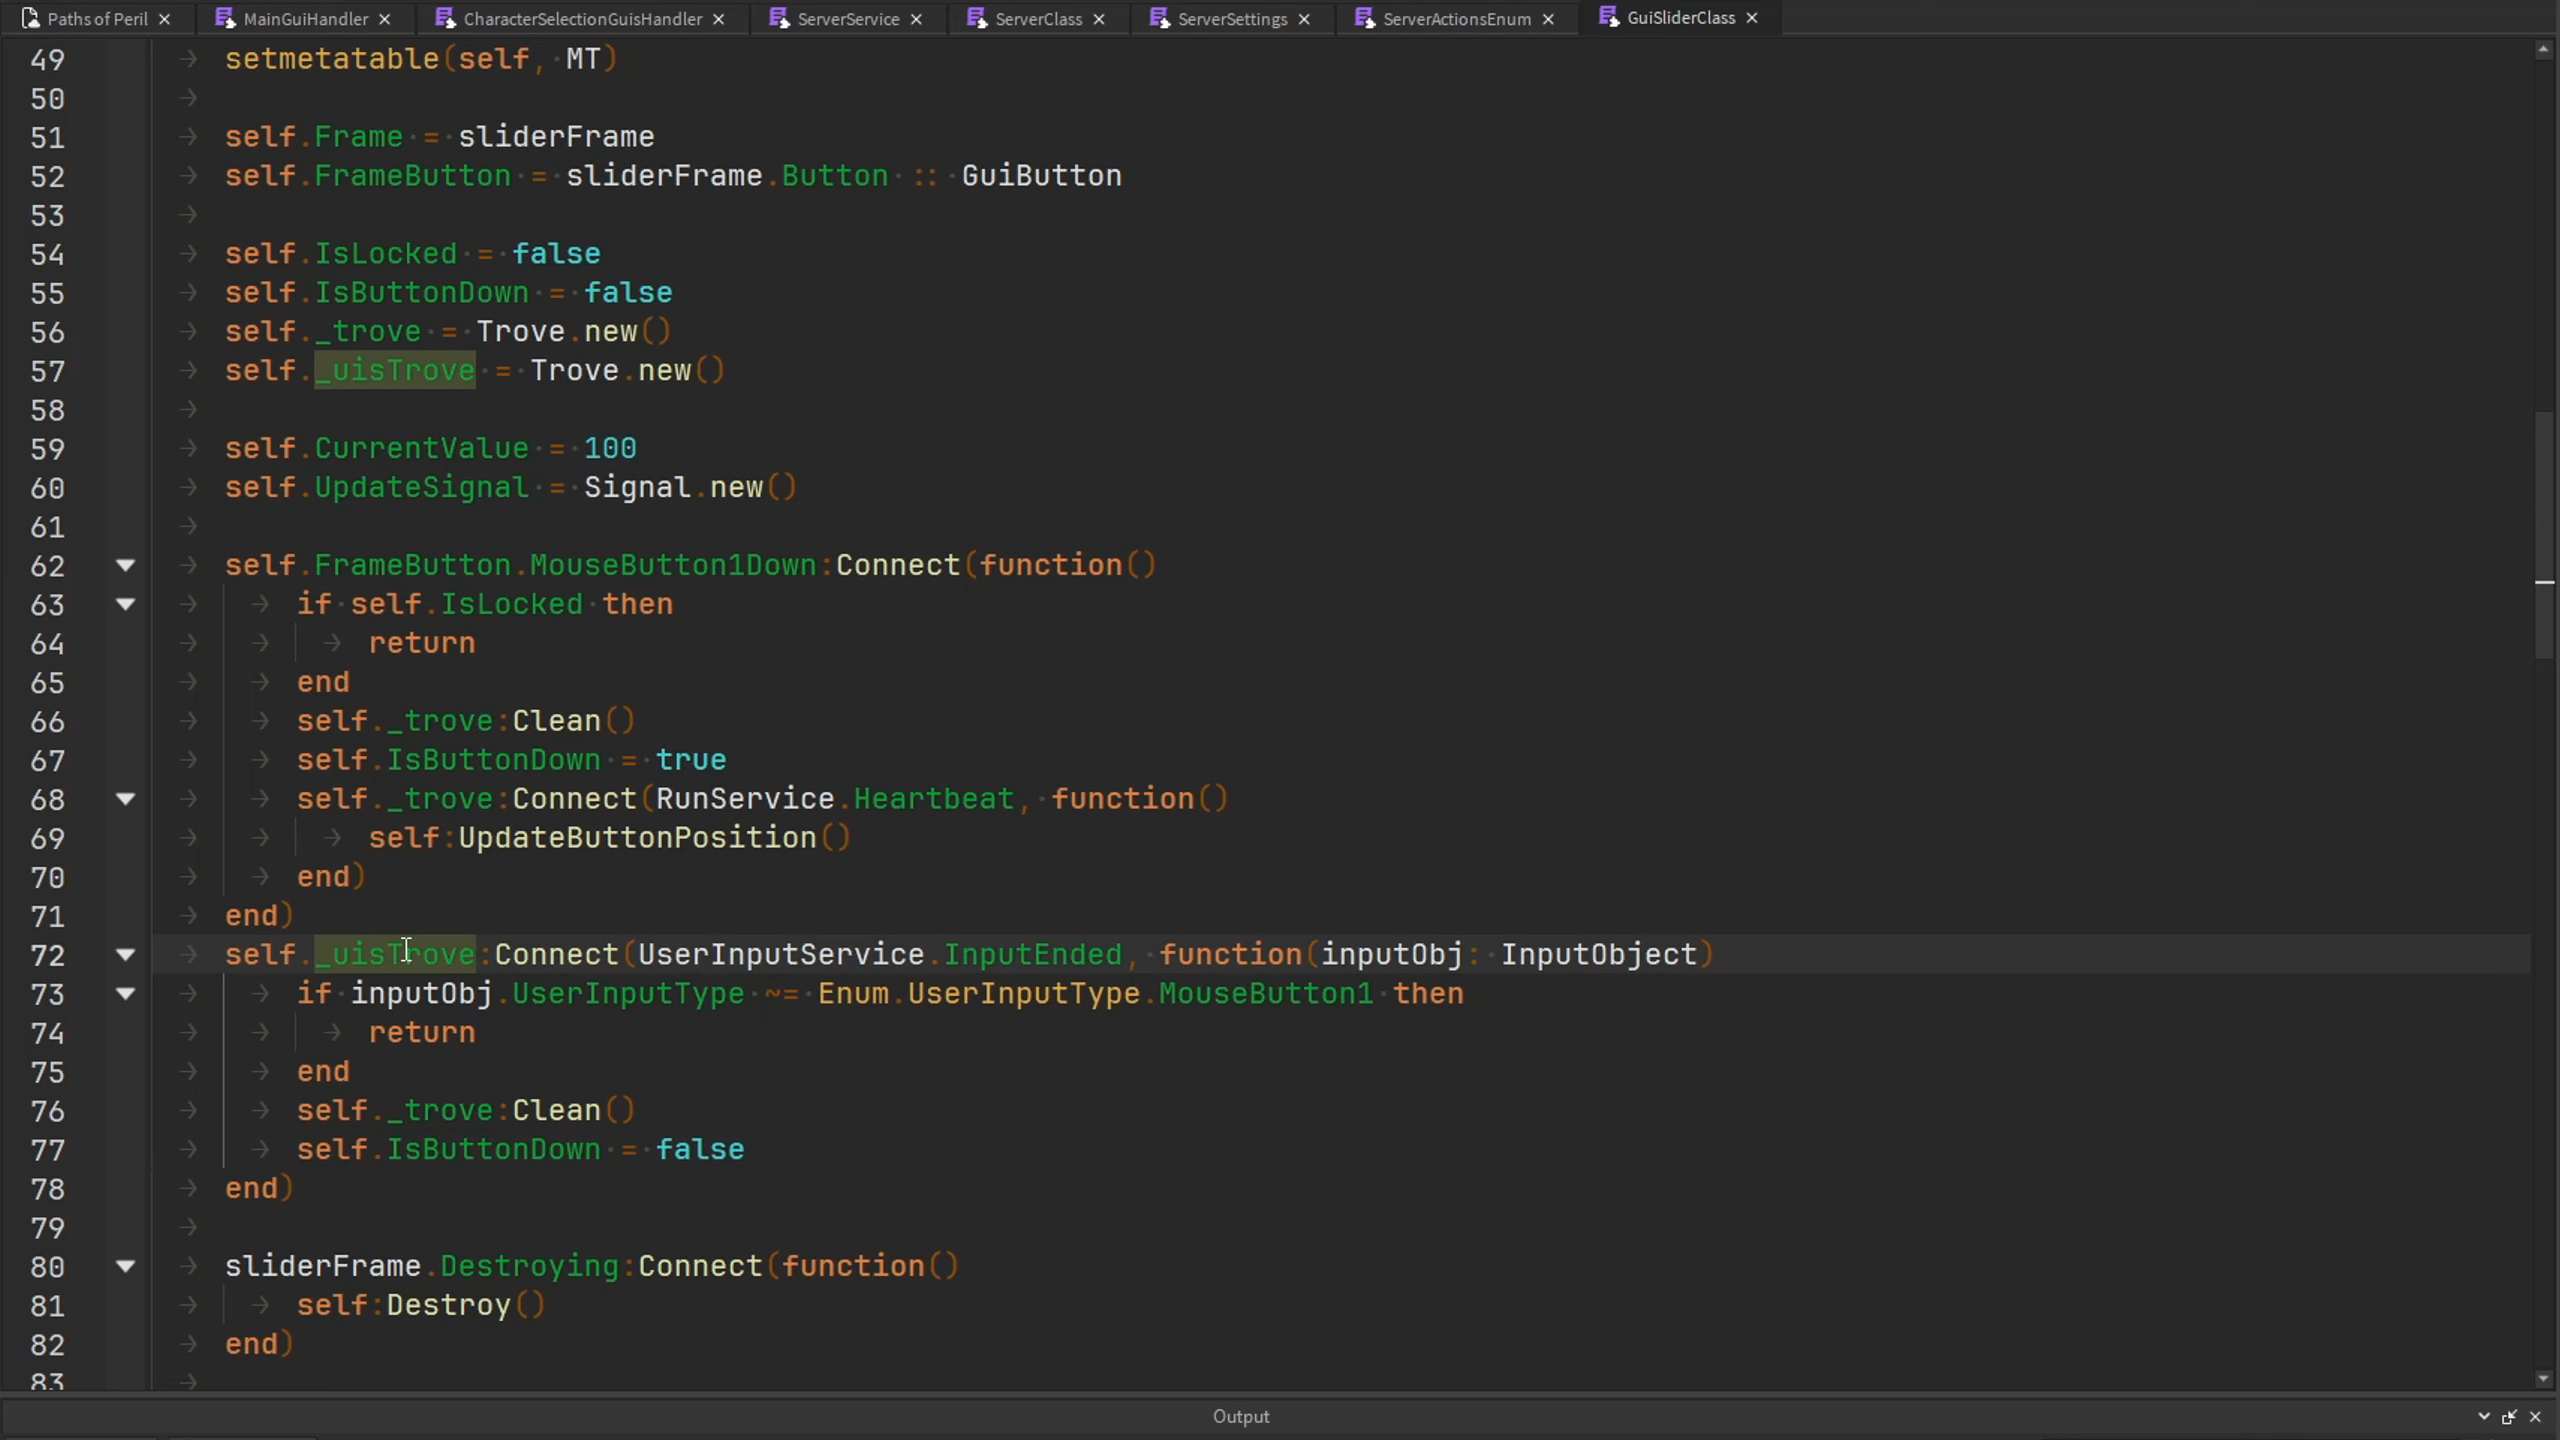 Paths of Peril MainGuiHandler CharacterSelectionGuisHandler ServerService ServerClass ServerSettings ServerActionsEnum GuiSliderClass
49 setmetatable(self, MT)
50
51 self.Frame = sliderFrame
52 self.FrameButton = sliderFrame.Button :: GuiButton
53
54 self.IsLocked = false
55 self.IsButtonDown = false
56 self._trove = Trove.new()
57 self._uisTrove = Trove.new()
58
59 self.CurrentValue = 100
60 self.UpdateSignal = Signal.new()
61
62 self.FrameButton.MouseButton1Down:Connect(function()
63 if self.IsLocked then
64 return
65 end
66 self._trove:Clean()
67 self.IsButtonDown = true
68 self._trove:Connect(RunService.Heartbeat, function()
69 self:UpdateButtonPosition()
70 end)
71 end)
72 self._uisTrove:Connect(UserInputService.InputEnded, function(inputObj: InputObject)
73 if inputObj.UserInputType ~= Enum.UserInputType.MouseButton1 then
74 return
75 end
76 self._trove:Clean()
77 self.IsButtonDown = false
78 end)
79
80 sliderFrame.Destroying:Connect(function()
81 self:Destroy()
82 end)
83
Output